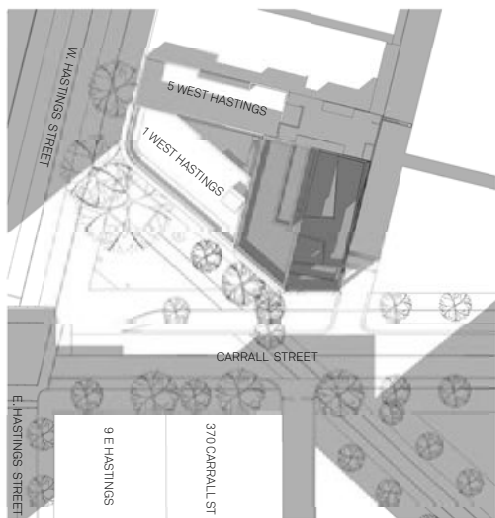 W. HASTINGS STREET
5 WEST HASTINGS
1 WEST HASTINGS
CARRALL STREET
E. HASTINGS STREET
9 E HASTINGS
370 CARRALL ST